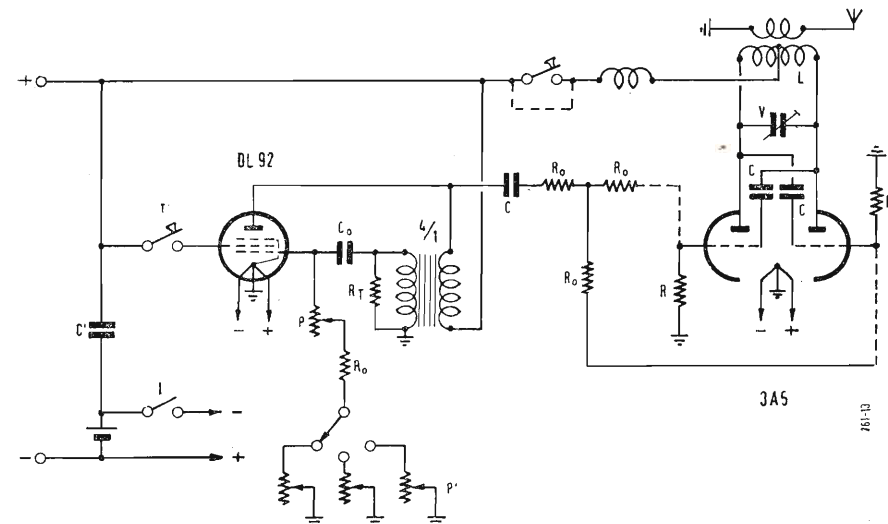 L
+
V
DL 92
R₀
R₀
C
C
C
T
C₀
4/1
R₀
R_T
R
P
C'
R₀
-
+
-
+
I
-
3A5
-
+
P'
261-13